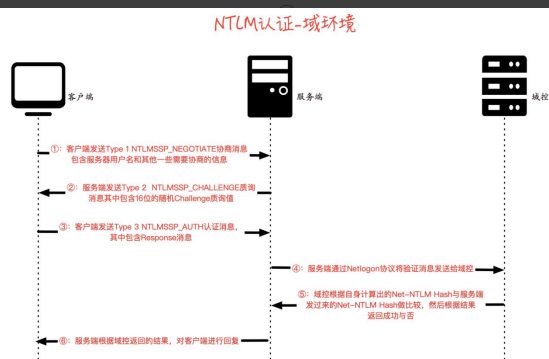 NTLM认证-域环境
客户端
服务端
域控
①：客户端发送Type 1 NTLMSSP_NEGOTIATE协商消息
包含服务器用户名和其他一些需要协商的信息
②：服务端发送Type 2 NTLMSSP_CHALLENGE质询
消息其中包含16位的随机Challenge质询值
③：客户端发送Type 3 NTLMSSP_AUTH认证消息，
其中包含Response消息
④：服务端通过Netlogon协议将验证消息发送给域控
⑤：域控根据自身计算出的Net-NTLM Hash与服务端
发过来的Net-NTLM Hash做比较，然后根据结果
返回成功与否
⑥：服务端根据域控返回的结果，对客户端进行回复